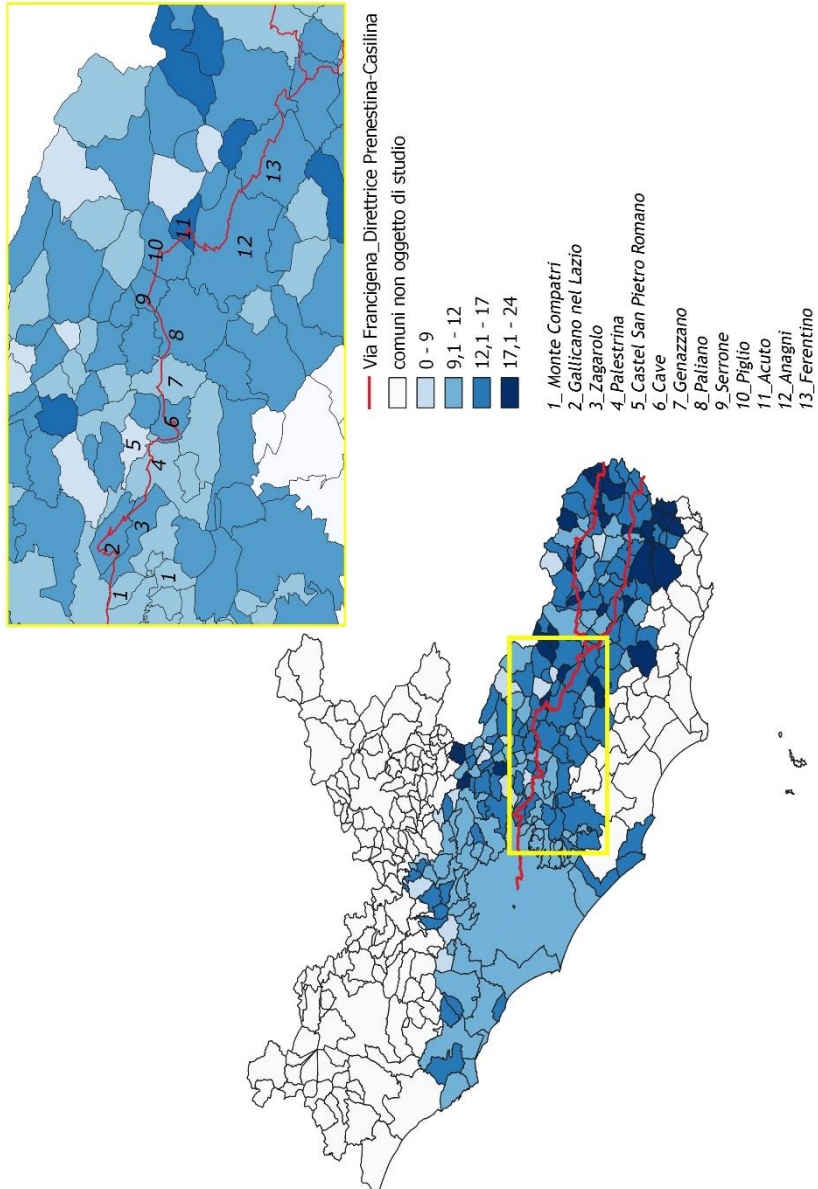 1
2
3
1
4
5
6
7
8
9
10
11
12
13
Via Francigena_Direttrice Prenestina-Casilina
comuni non oggetto di studio
0 - 9
9,1 - 12
12,1 - 17
17,1 - 24
1_Monte Compatri
2_Gallicano nel Lazio
3_Zagarolo
4_Palestrina
5_Castel San Pietro Romano
6_Cave
7_Genazzano
8_Paliano
9_Serrone
10_Piglio
11_Acuto
12_Anagni
13_Ferentino